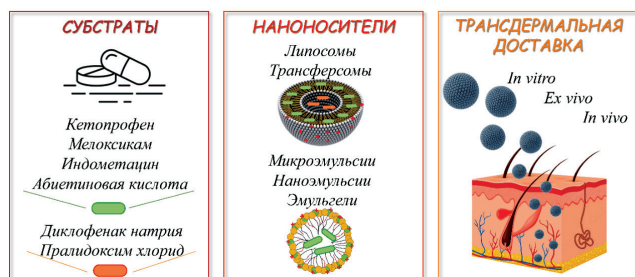 СУБСТРАТЫ
Кетопрофен
Мелоксикам
Индометацин
Абиетиновая кислота
Диклофенак натрия
Пралидоксим хлорид
НАНОНОСИТЕЛИ
Липосомы
Трансферсомы
Микроэмульсии
Наноэмульсии
Эмульгели
ТРАНСДЕРМАЛЬНАЯ
ДОСТАВКА
In vitro
Ex vivo
In vivo